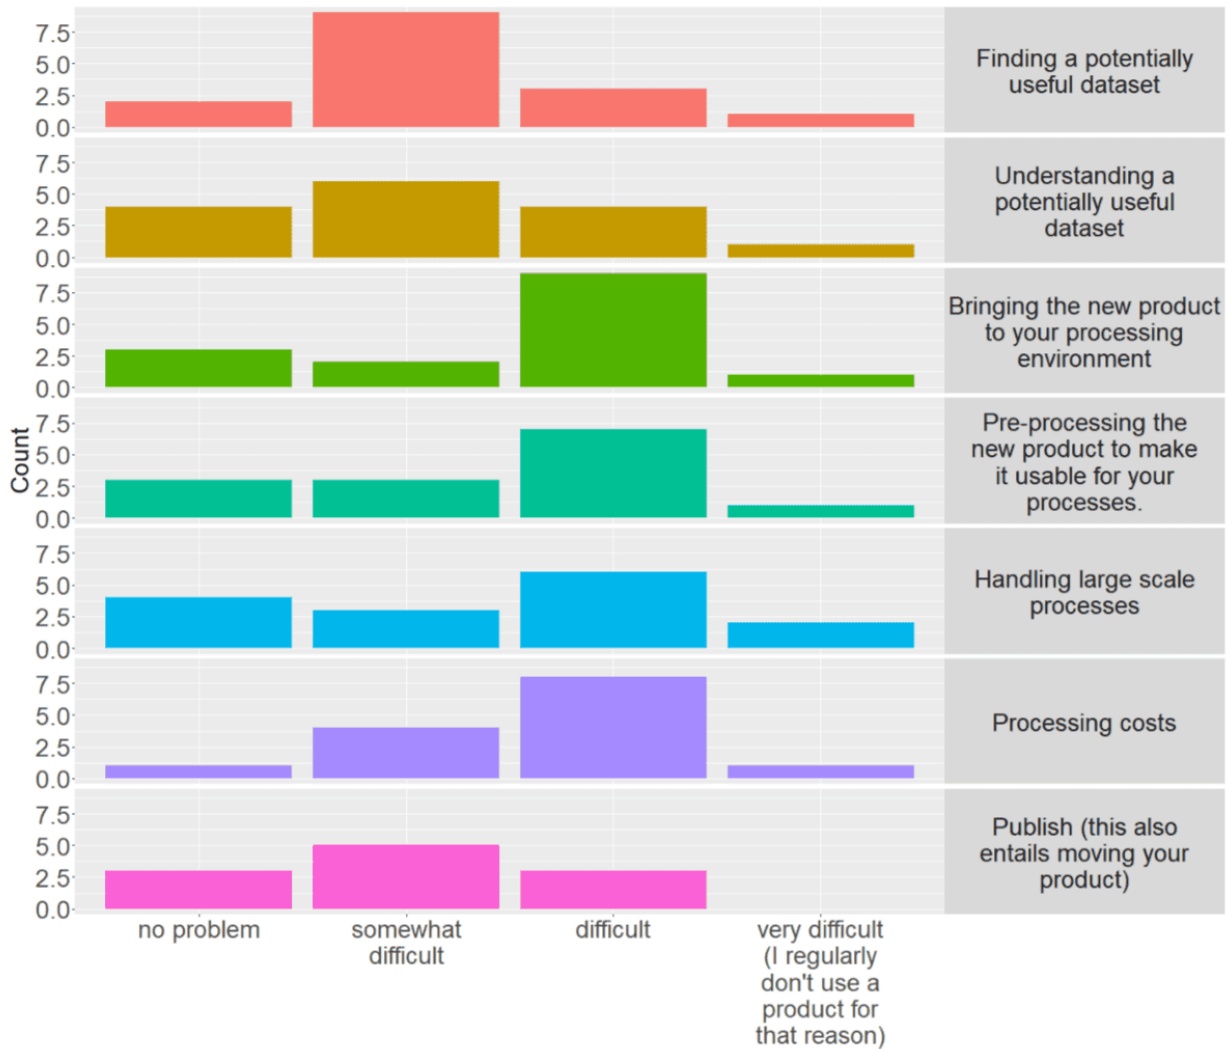 7.5
5.0
2.5
0.0
Finding a potentially
useful dataset
7.5
5.0
2.5
0.0
Understanding a
potentially useful
dataset
7.5
5.0
2.5
0.0
Bringing the new product
to your processing
environment
Count
7.5
5.0
2.5
0.0
Pre-processing the
new product to make
it usable for your
processes.
7.5
5.0
2.5
0.0
Handling large scale
processes
7.5
5.0
2.5
0.0
Processing costs
7.5
5.0
2.5
0.0
Publish (this also
entails moving your
product)
no problem
somewhat
difficult
difficult
very difficult
(I regularly
don't use a
product for
that reason)